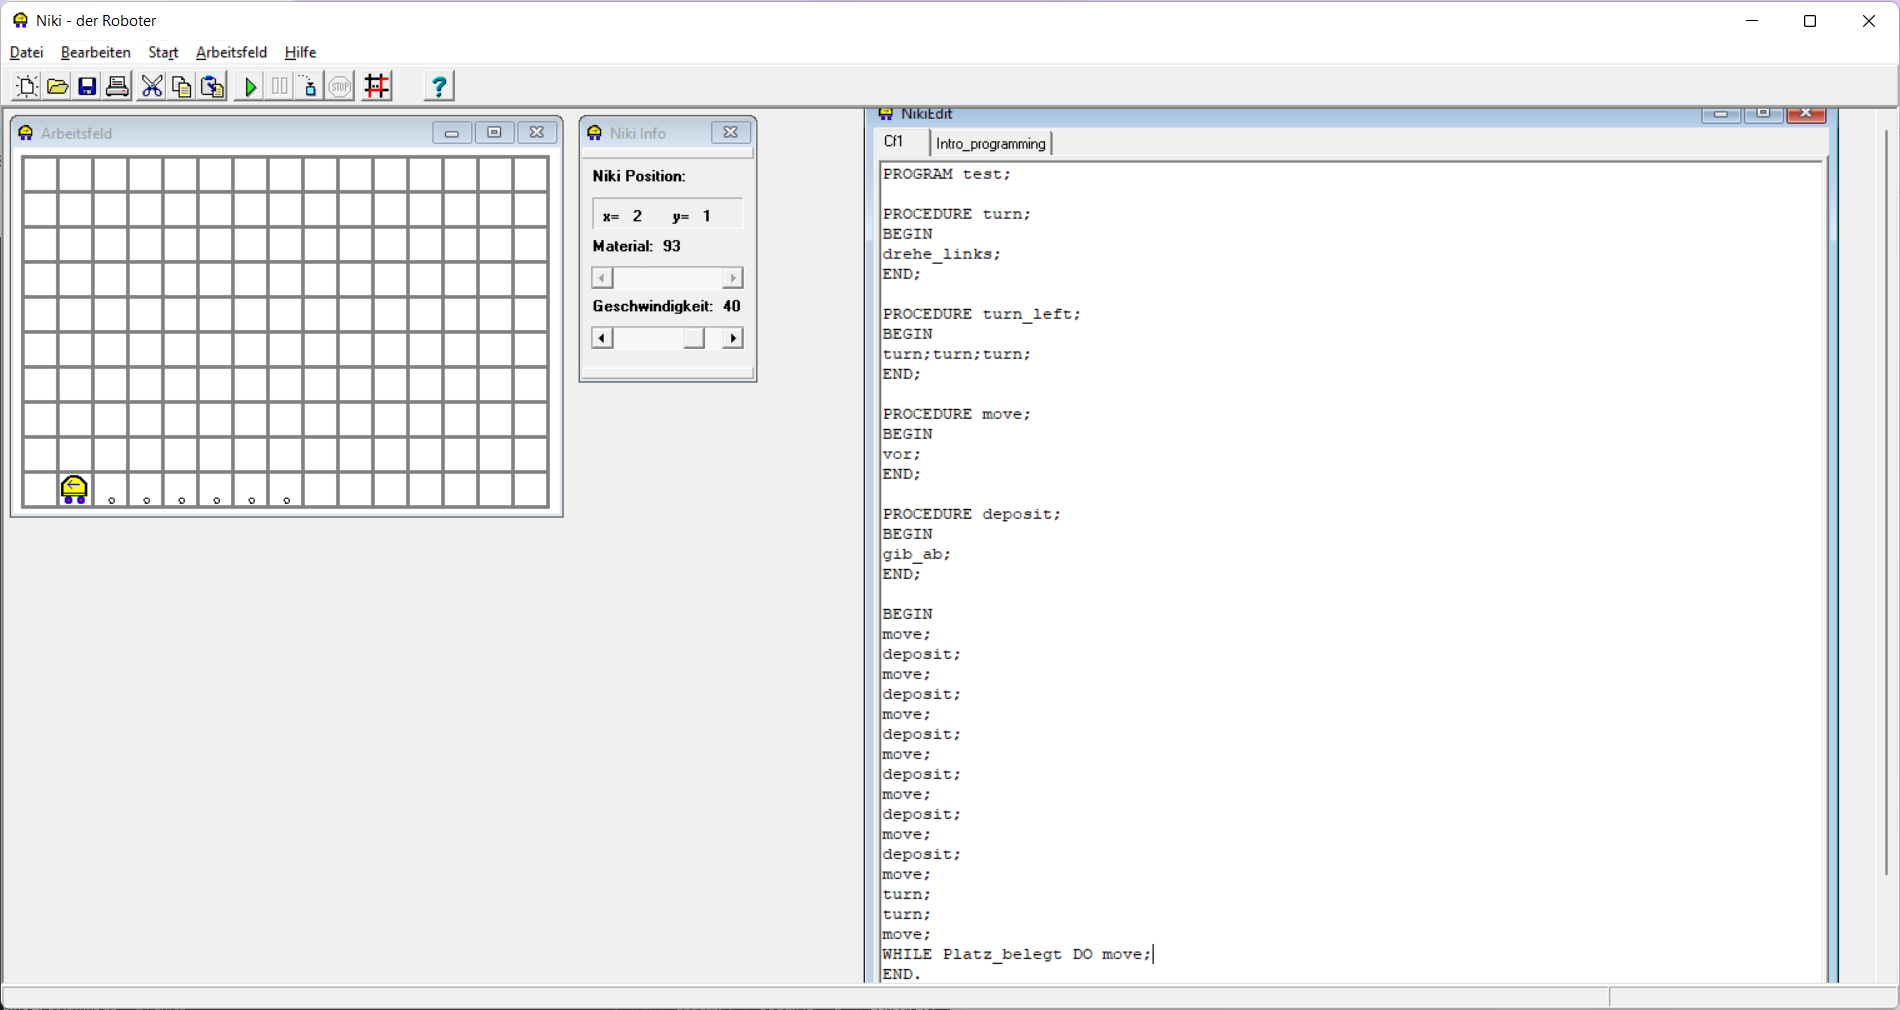 Niki - der Roboter
Datei Bearbeiten Start Arbeitsfeld Hilfe
STOP ?
Arbeitsfeld
Niki Info
Niki Position:
x= 2 y= 1
Material: 93
Geschwindigkeit: 40
NikiEdit
Cf1 Intro_programming
PROGRAM test;
PROCEDURE turn;
BEGIN
drehe_links;
END;
PROCEDURE turn_left;
BEGIN
turn;turn;turn;
END;
PROCEDURE move;
BEGIN
vor;
END;
PROCEDURE deposit;
BEGIN
gib_ab;
END;
BEGIN
move;
deposit;
move;
deposit;
move;
deposit;
move;
deposit;
move;
deposit;
move;
deposit;
move;
turn;
turn;
move;
WHILE Platz_belegt DO move;
END.